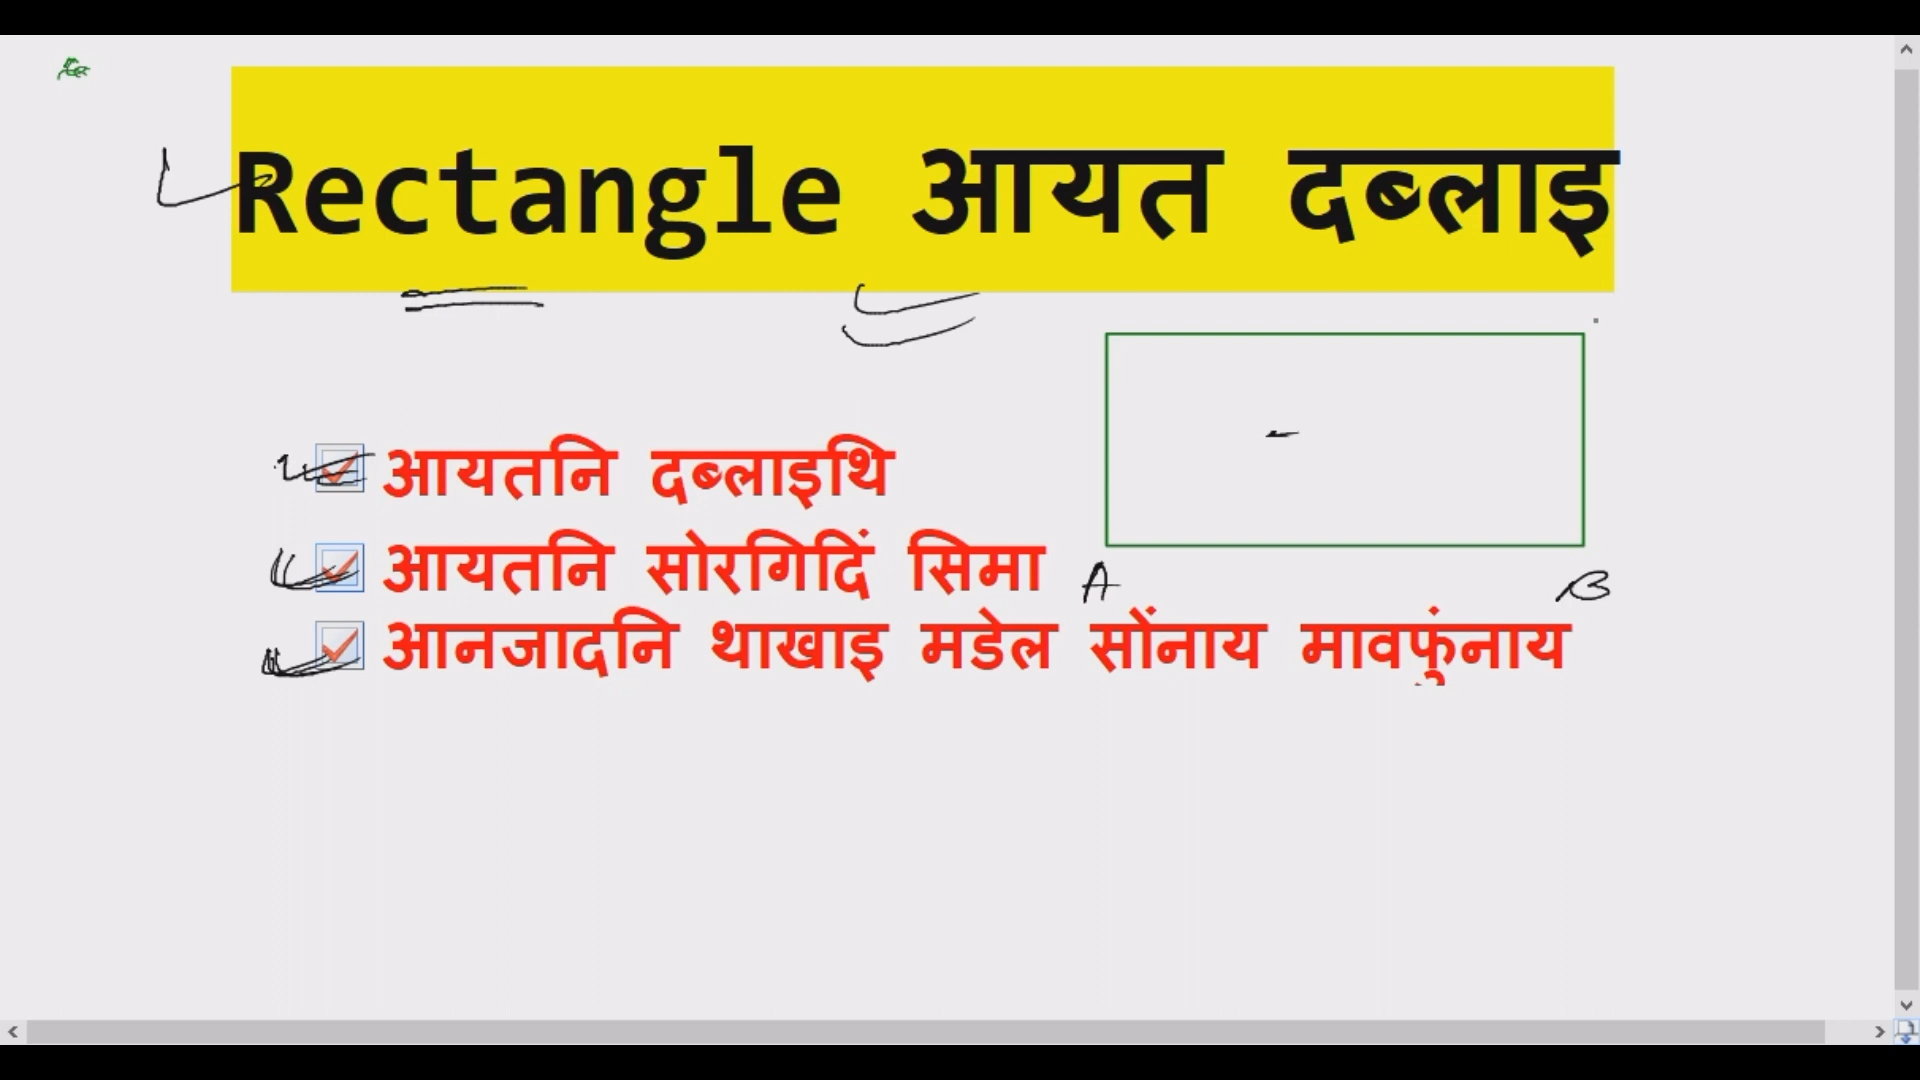 Rectangle आयत दब्लाइ
आयतनि दब्लाइथि
आयतनि सोरगिदिं सिमा
A B
आनजादनि थाखाइ मडेल सोंनाय मावफुंनाय